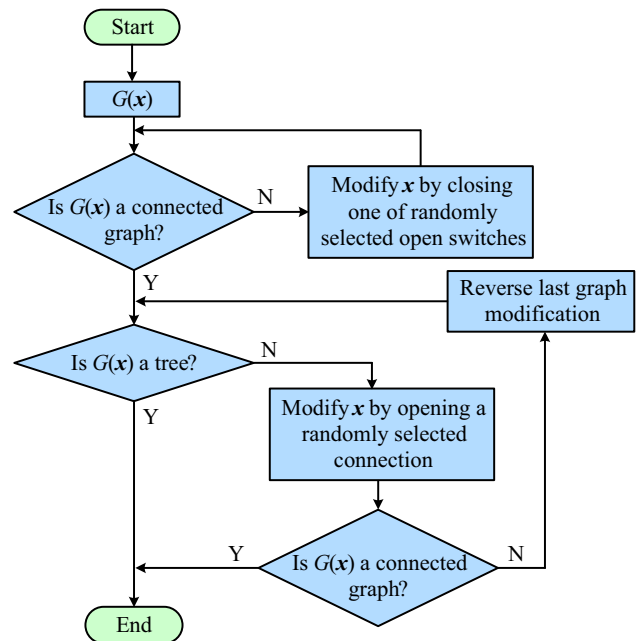 Start
G(x)
Is G(x) a connected
graph?
N
Modify x by closing
one of randomly
selected open switches
Y
Reverse last graph
modification
Is G(x) a tree?
N
Y
Modify x by opening a
randomly selected
connection
Is G(x) a connected
graph?
Y
N
End